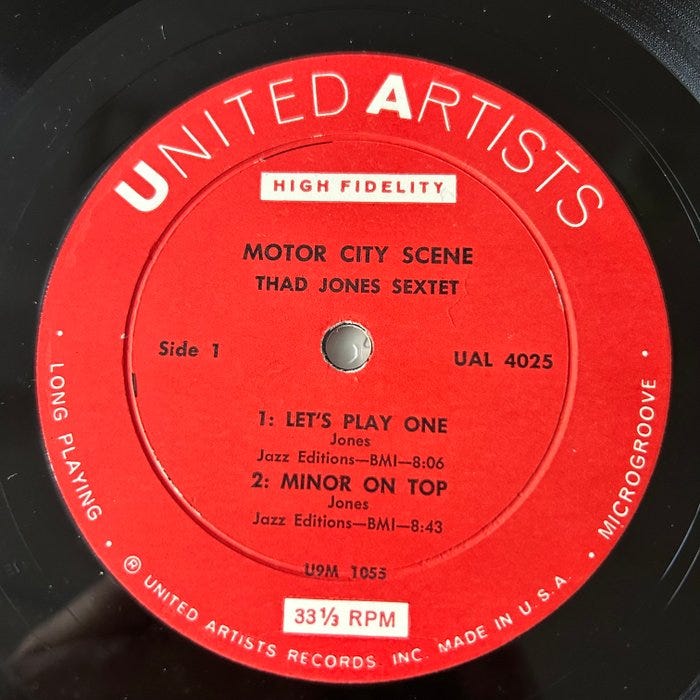 UNITED ARTISTS
HIGH FIDELITY
MOTOR CITY SCENE
THAD JONES SEXTET
Side 1
UAL 4025
1: LET'S PLAY ONE
Jones
Jazz Editions—BMI—8:06
2: MINOR ON TOP
Jones
Jazz Editions—BMI—8:43
U9M 1055
33 1/3 RPM
• LONG PLAYING •
Ⓡ UNITED ARTISTS RECORDS, INC. MADE IN U.S.A.
• MICROGROOVE •